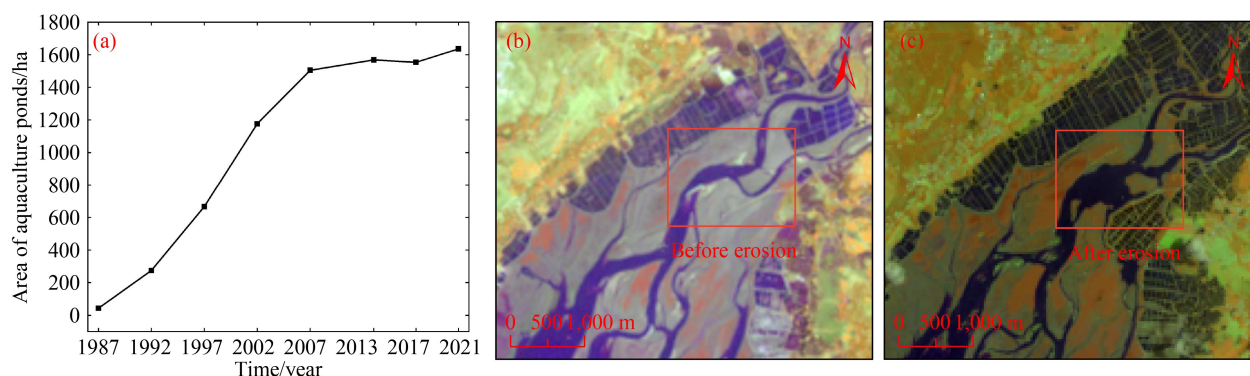 (a)
Area of aquaculture ponds/ha
1800
1600
1400
1200
1000
800
600
400
200
0
1987 1992 1997 2002 2007 2013 2017 2021
Time/year
(b)
N
Before erosion
0 500 1,000 m
(c)
N
After erosion
0 500 1,000 m